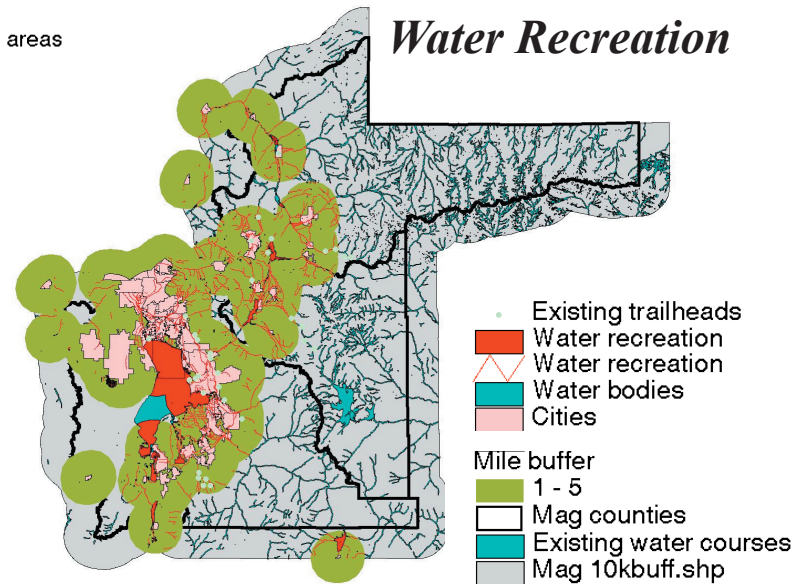 areas
Water Recreation
Existing trailheads
Water recreation
Water recreation
Water bodies
Cities
Mile buffer
1 - 5
Mag counties
Existing water courses
Mag 10kbuff.shp